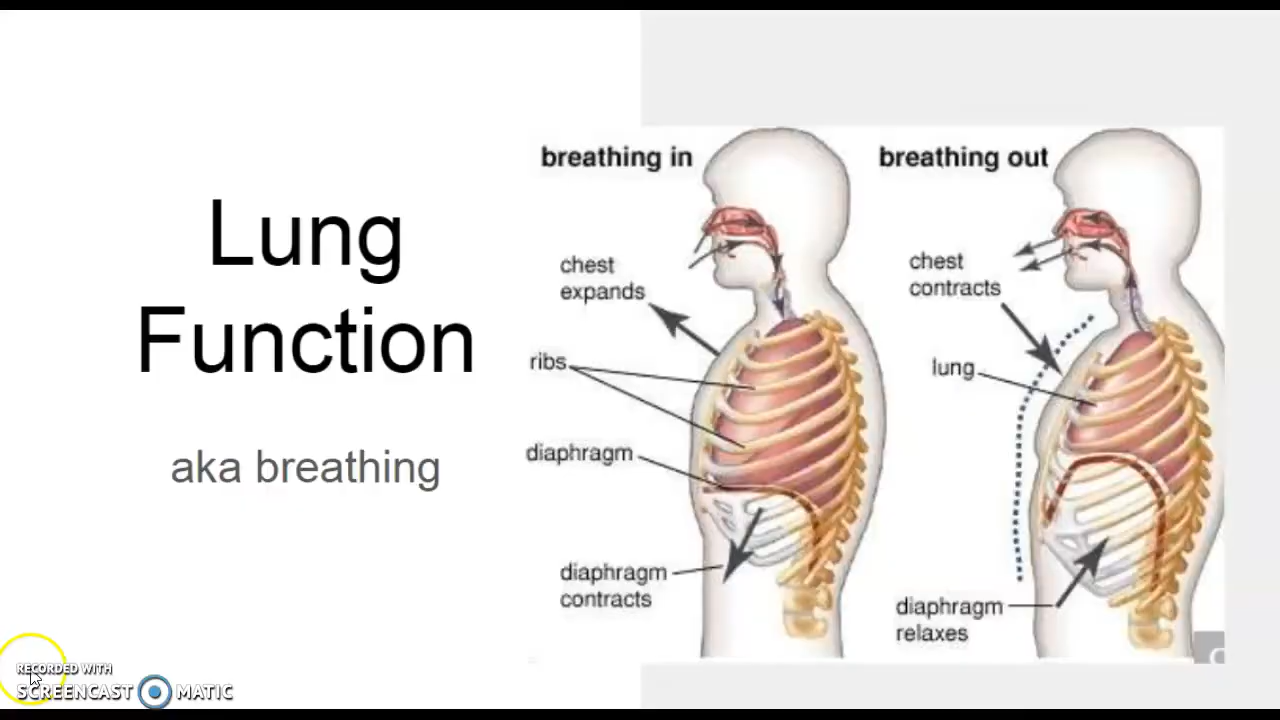 Lung
Function
aka breathing
breathing in
chest
expands
ribs
diaphragm
diaphragm
contracts
breathing out
chest
contracts
lung
diaphragm
relaxes
RECORDED WITH
SCREENCAST MATIC